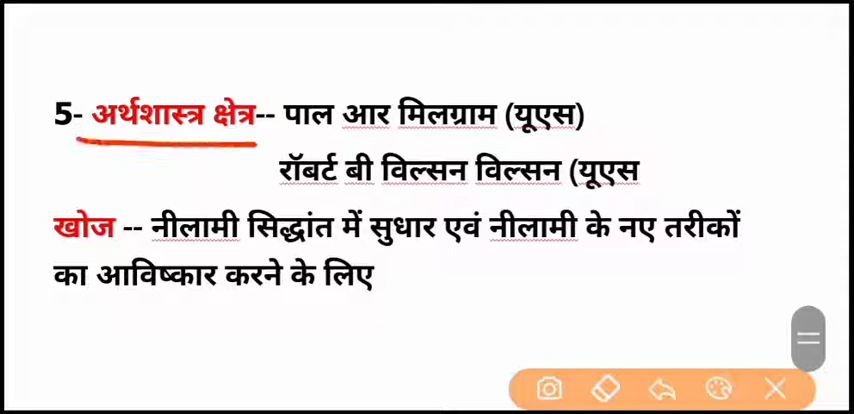 5- अर्थशास्त्र क्षेत्र-- पाल आर मिलग्राम (यूएस)
रॉबर्ट बी विल्सन विल्सन (यूएस
खोज -- नीलामी सिद्धांत में सुधार एवं नीलामी के नए तरीकों
का आविष्कार करने के लिए